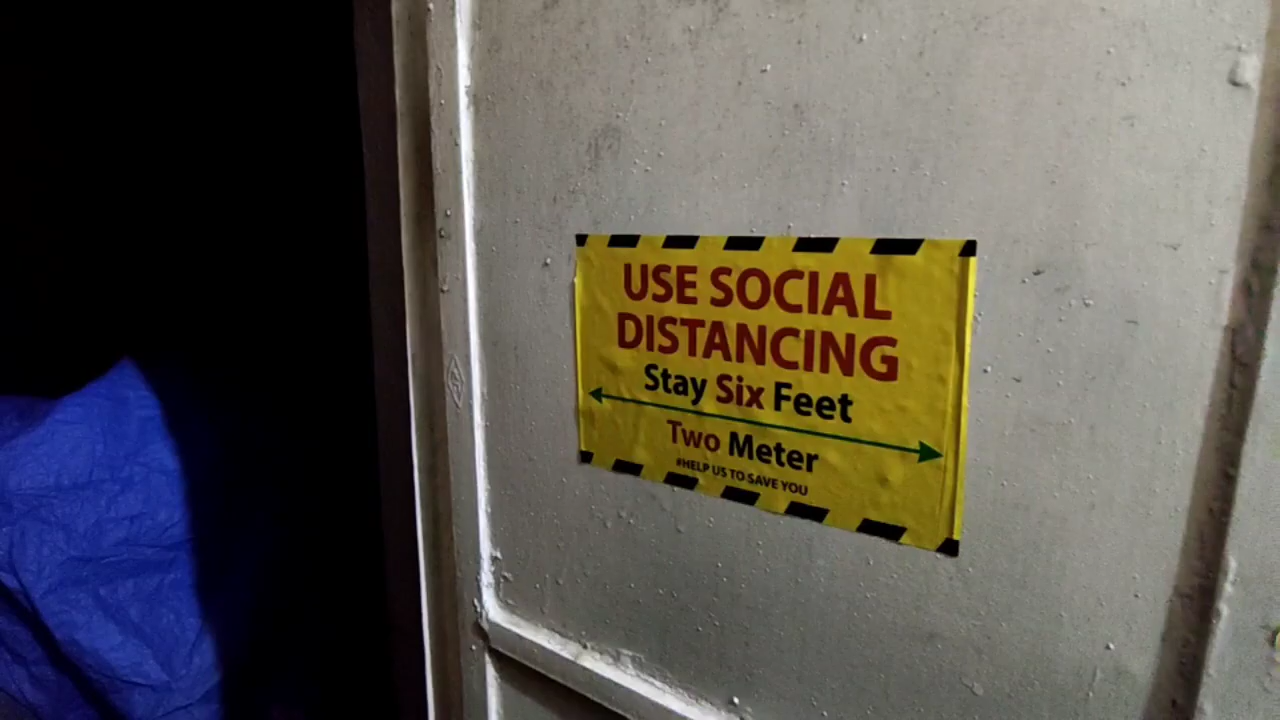 USE SOCIAL
DISTANCING
Stay Six Feet
Two Meter
#HELP US TO SAVE YOU